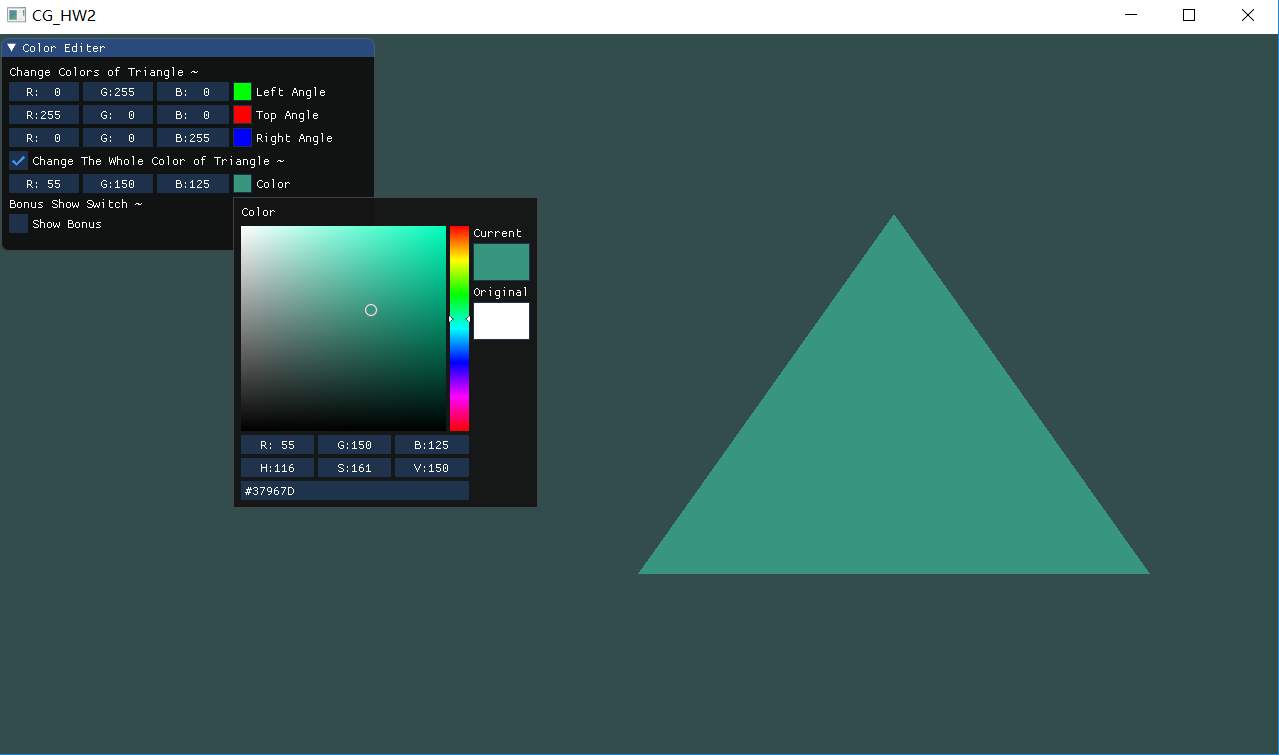 CG_HW2
Color Editer
Change Colors of Triangle ~
R: 0 G:255 B: 0 Left Angle
R:255 G: 0 B: 0 Top Angle
R: 0 G: 0 B:255 Right Angle
Change The Whole Color of Triangle ~
R: 55 G:150 B:125 Color
Bonus Show Switch ~
Show Bonus
Color
Current
Original
R: 55 G:150 B:125
H:116 S:161 V:150
#37967D